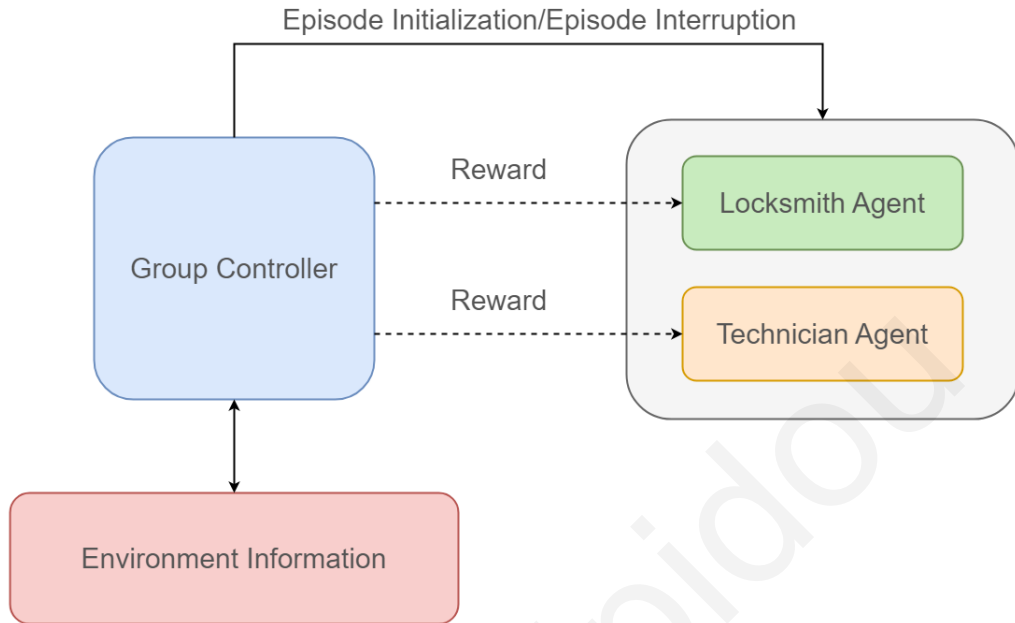 Episode Initialization/Episode Interruption
Reward
Locksmith Agent
Group Controller
Reward
Technician Agent
Environment Information